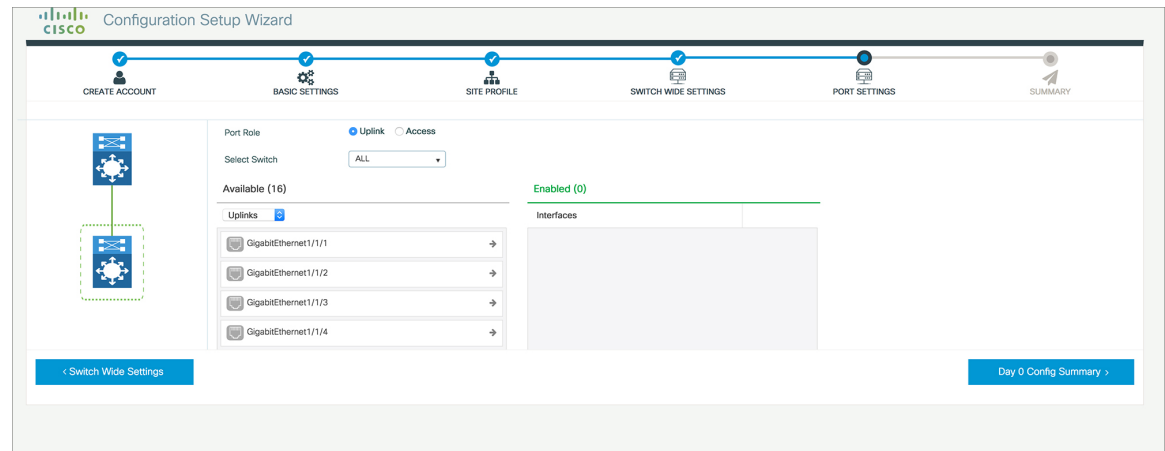 CISCO Configuration Setup Wizard
CREATE ACCOUNT BASIC SETTINGS SITE PROFILE SWITCH WIDE SETTINGS PORT SETTINGS SUMMARY
Port Role Uplink Access
Select Switch ALL
Available (16) Enabled (0)
Uplinks Interfaces
GigabitEthernet1/1/1
GigabitEthernet1/1/2
GigabitEthernet1/1/3
GigabitEthernet1/1/4
< Switch Wide Settings Day 0 Config Summary >